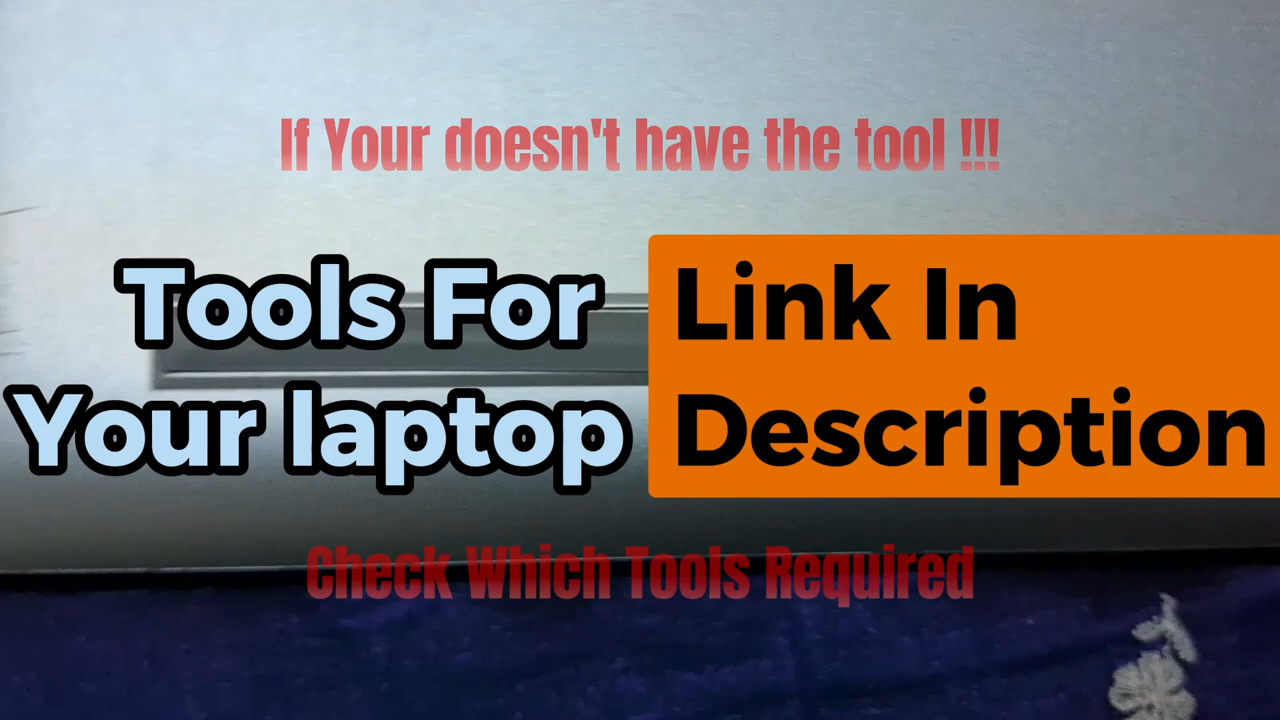 If Your doesn't have the tool !!!
Tools For
Your laptop
Link In
Description
Check Which Tools Required